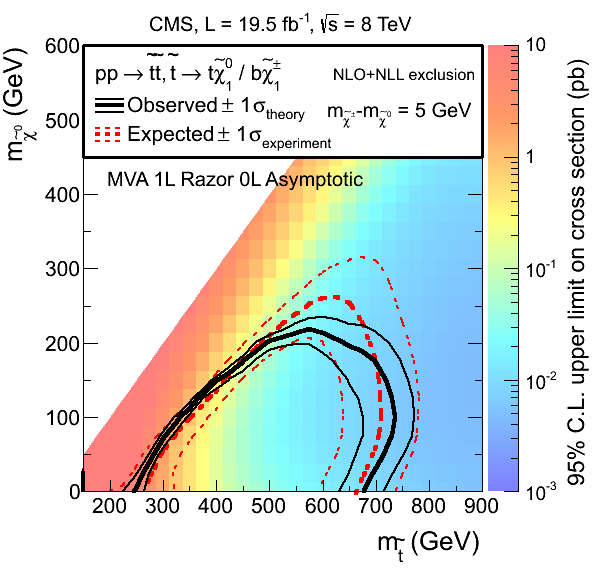 CMS, L = 19.5 fb⁻¹, √s = 8 TeV
pp → t̃t̃, t̃ → tχ̃⁰₁ / bχ̃±₁
NLO+NLL exclusion
Observed ± 1σtheory
mχ̃± - mχ̃⁰ = 5 GeV
Expected ± 1σexperiment
MVA 1L Razor 0L Asymptotic
mχ̃⁰ (GeV)
600
500
400
300
200
100
0
200 300 400 500 600 700 800 900
mt̃ (GeV)
10
1
10⁻¹
10⁻²
10⁻³
95% C.L. upper limit on cross section (pb)